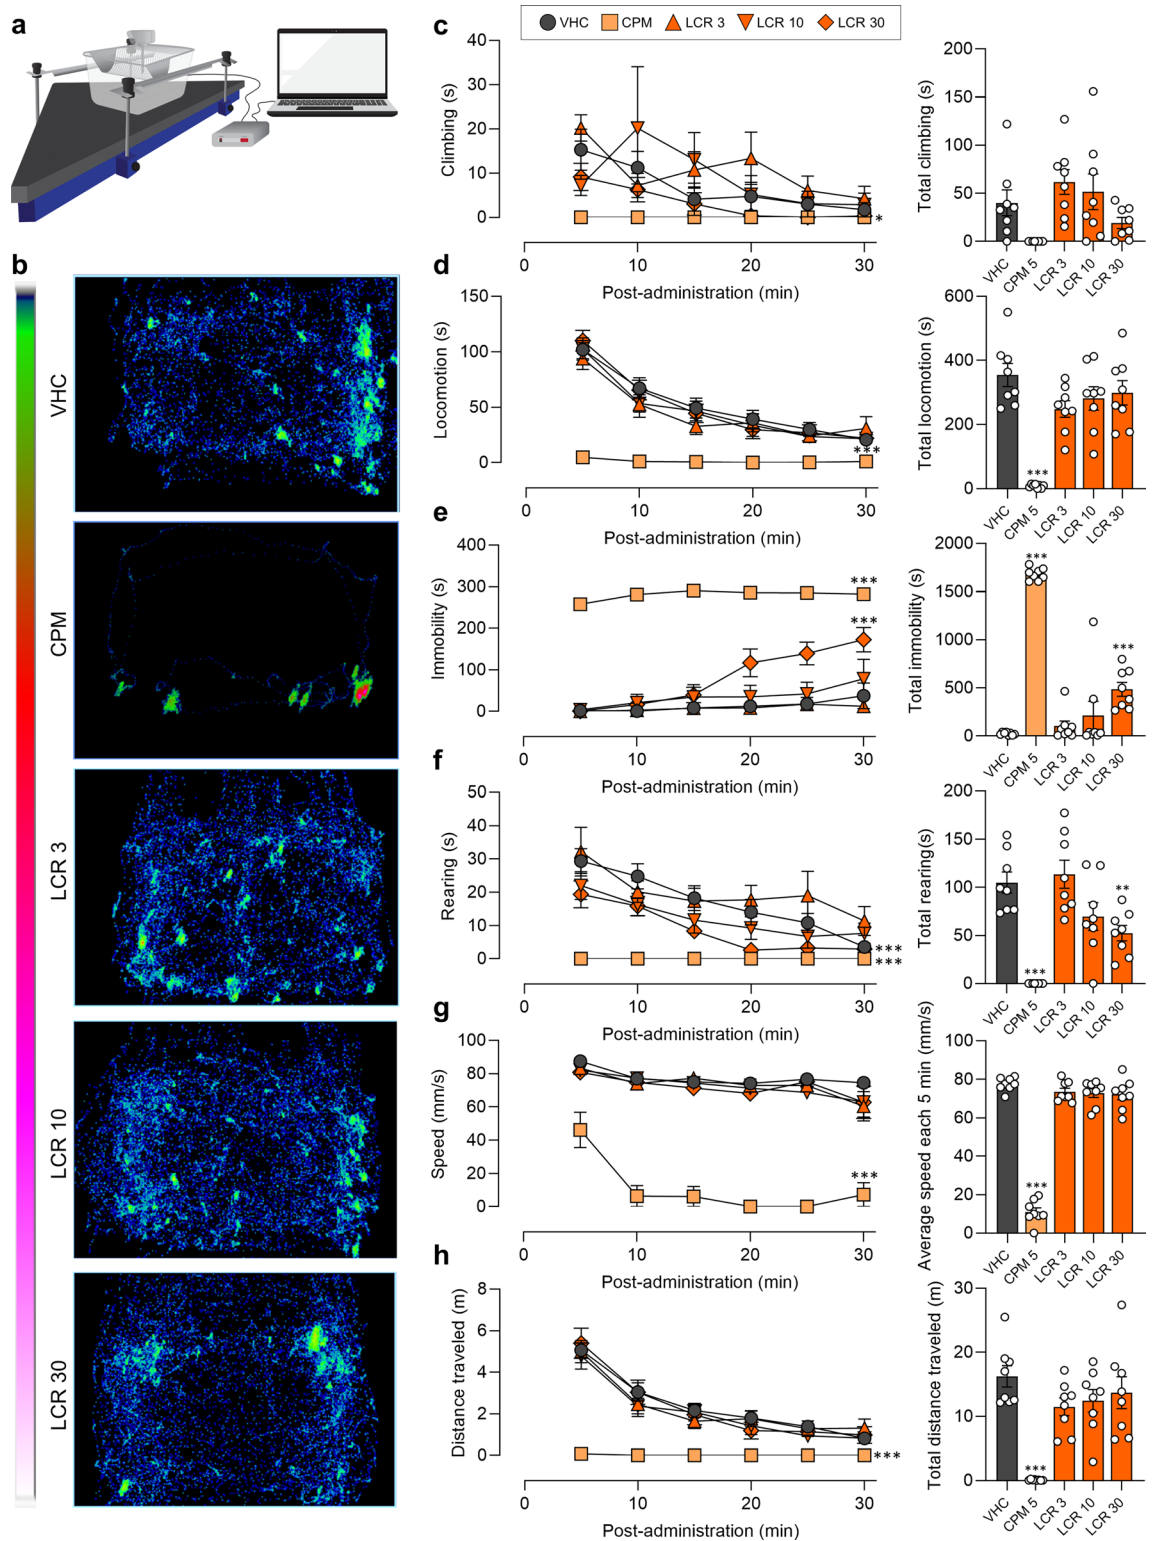 a
VHC
CPM
LCR 3
LCR 10
LCR 30
c
Climbing (s)
40
30
20
10
0
*
0
10
20
30
Post-administration (min)
Total climbing (s)
200
150
100
50
0
VHC
CPM 5
LCR 3
LCR 10
LCR 30
b
VHC
CPM
LCR 3
LCR 10
LCR 30
d
Locomotion (s)
150
100
50
0
***
0
10
20
30
Post-administration (min)
Total locomotion (s)
600
400
200
0
***
VHC
CPM 5
LCR 3
LCR 10
LCR 30
e
Immobility (s)
400
300
200
100
0
***
***
0
10
20
30
Post-administration (min)
Total immobility (s)
2000
1500
1000
500
0
***
***
VHC
CPM 5
LCR 3
LCR 10
LCR 30
f
Rearing (s)
50
40
30
20
10
0
***
***
0
10
20
30
Post-administration (min)
Total rearing(s)
200
150
100
50
0
***
**
VHC
CPM 5
LCR 3
LCR 10
LCR 30
g
Speed (mm/s)
100
80
60
40
20
0
***
0
10
20
30
Post-administration (min)
Average speed each 5 min (mm/s)
100
80
60
40
20
0
***
VHC
CPM 5
LCR 3
LCR 10
LCR 30
h
Distance traveled (m)
8
6
4
2
0
***
0
10
20
30
Post-administration (min)
Total distance traveled (m)
30
20
10
0
***
VHC
CPM 5
LCR 3
LCR 10
LCR 30